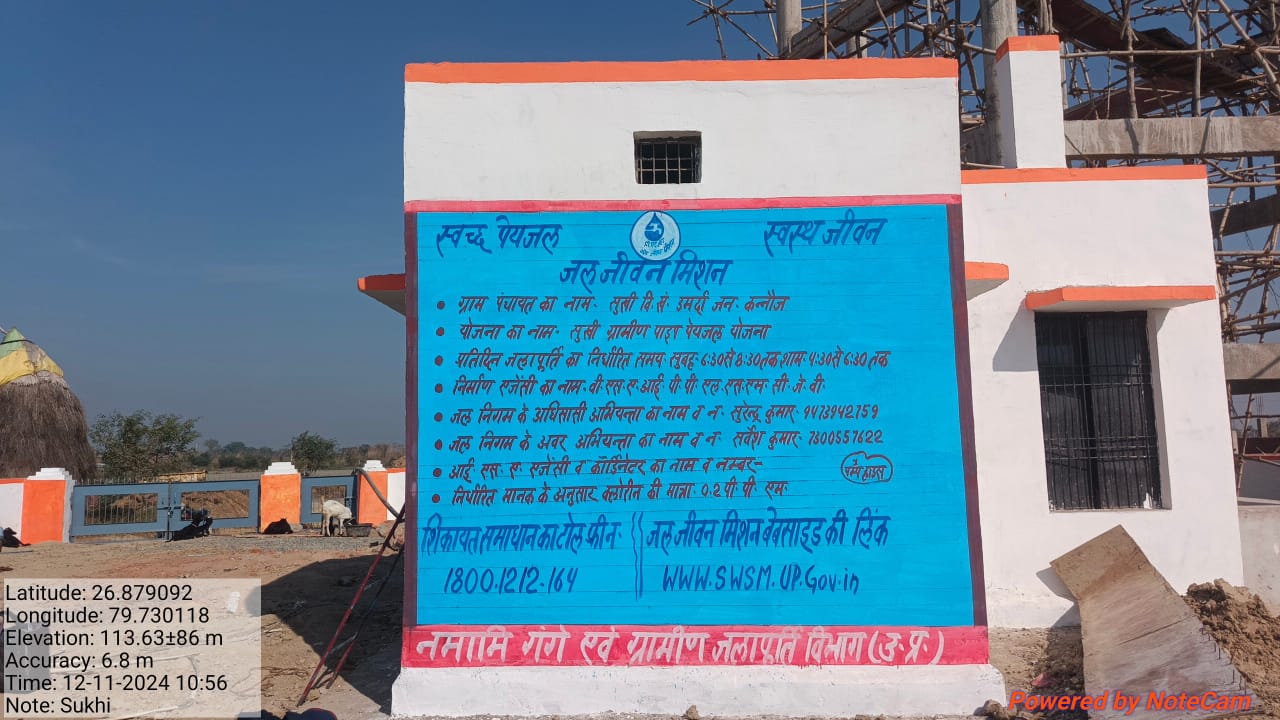 स्वच्छ पेयजल स्वस्थ जीवन
जल जीवन मिशन
• ग्राम पंचायत का नाम:- सुखी वि.खं. उमर्दा जन: कन्नौज
• योजना का नाम:- सुखी ग्रामीण पाइप पेयजल योजना
• प्रतिदिन जलापूर्ति का निर्धारित समय: सुबह: 6:30 से 8:30 तक शाम: 4:30 से 6:30 तक
• निर्माण एजेंसी का नाम: वी. एस. ए. आई. पी. पी. एल. एस. एम. सी. जे. वी.
• जल निगम के अधिसासी अभियन्ता का नाम व नं. सुरेन्द्र कुमार: 9473942759
• जल निगम के अवर अभियन्ता का नाम व नं. सर्वेश कुमार: 7800557622
• आई. एस. ए. एजेंसी व कॉर्डिनेटर का नाम व नम्बर:-
पम्प हाउस
• निर्धारित मानक के अनुसार क्लोरीन की मात्रा: 0.2 पी. पी. एम.
शिकायत समाधान का टोल फ्री नं. जल जीवन मिशन बेबसाइड की लिंक
1800.1212.164 WWW.SWSM.UP.Gov.in
नमामि गंगे एवं ग्रामीण जलापूर्ति विभाग (उ.प्र.)
Latitude: 26.879092
Longitude: 79.730118
Elevation: 113.63±86 m
Accuracy: 6.8 m
Time: 12-11-2024 10:56
Note: Sukhi
Powered by NoteCam